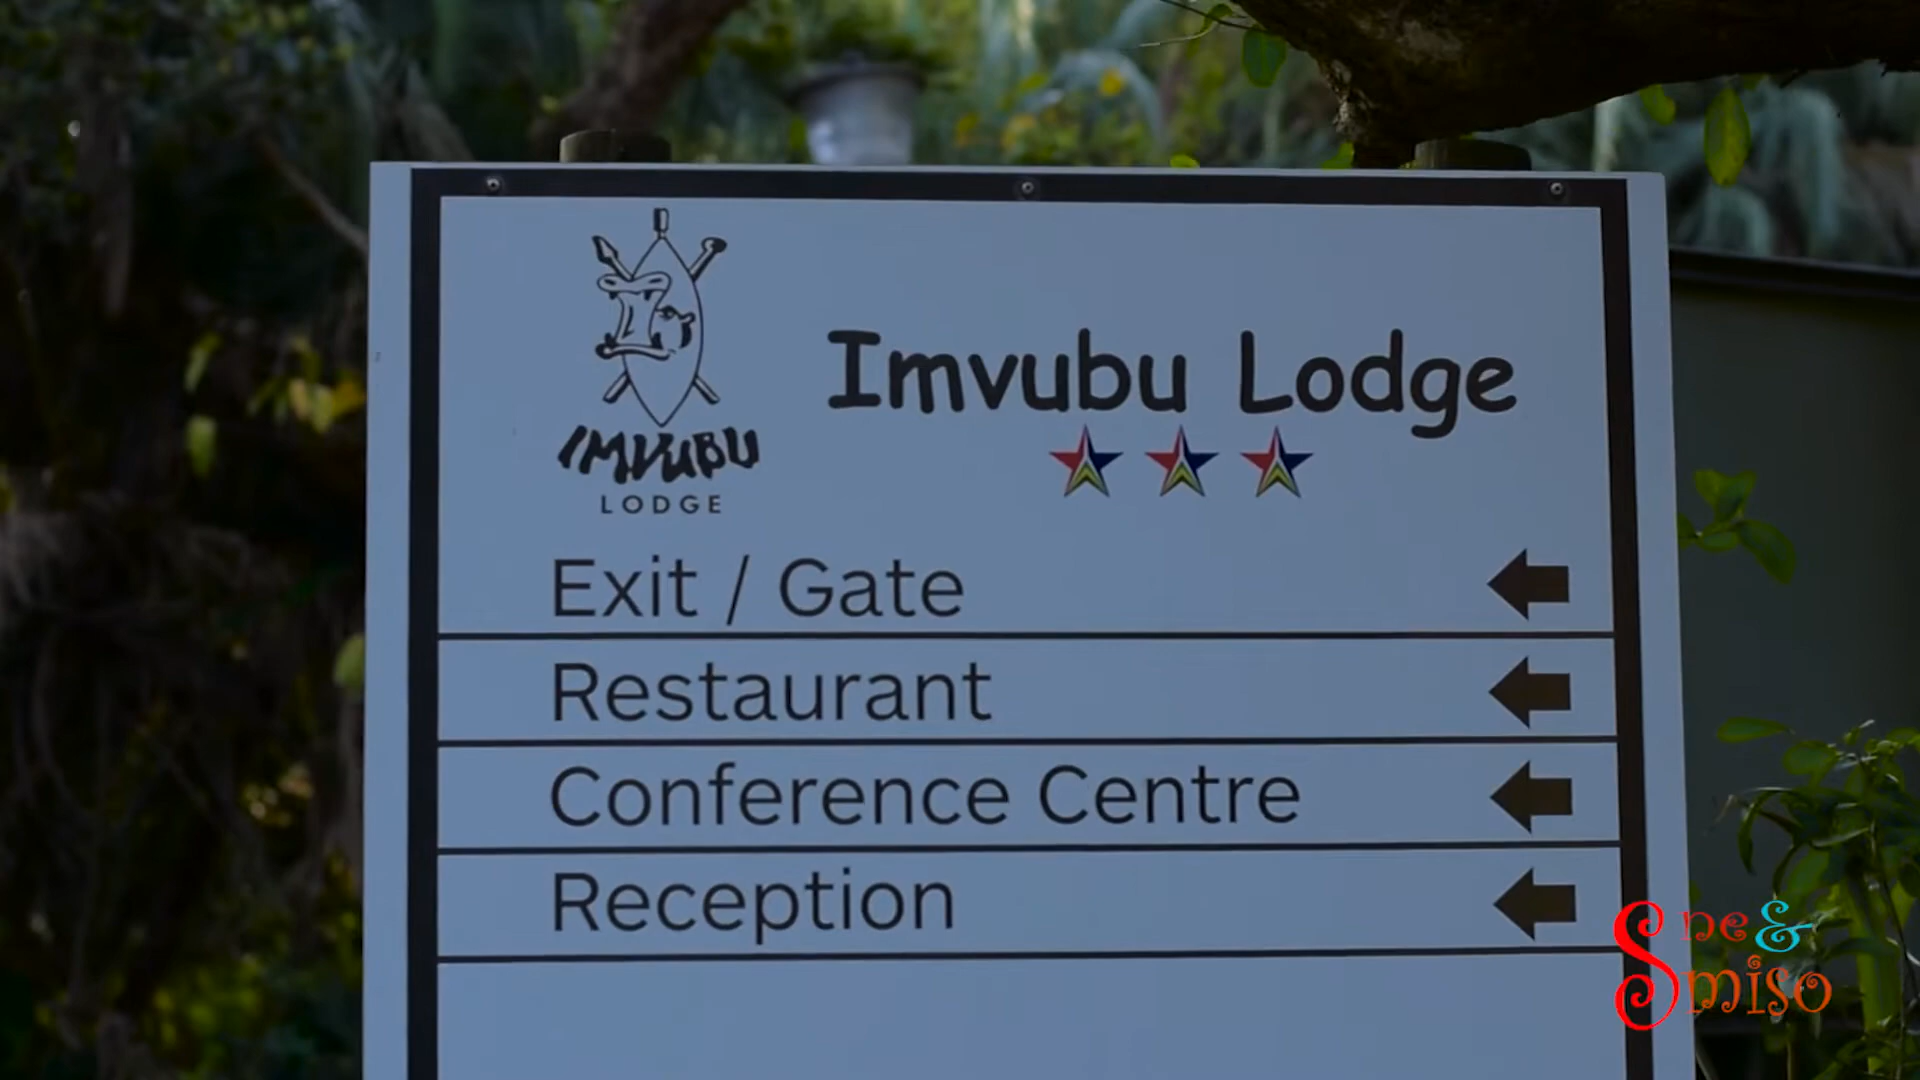 Imvubu Lodge
IMVUBU
LODGE
Exit / Gate
Restaurant
Conference Centre
Reception
Sne &
Smiso